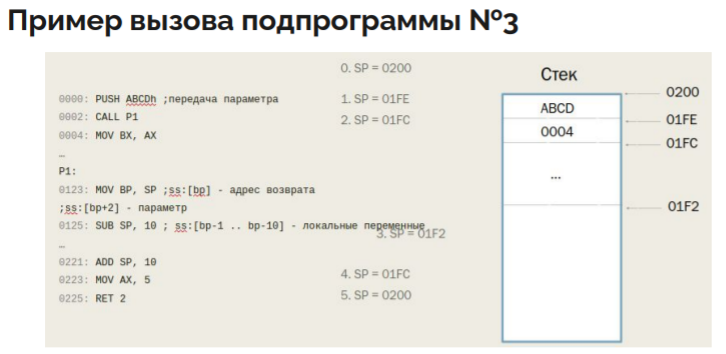 Пример вызова подпрограммы №3
0. SP = 0200
Стек
0000: PUSH ABCDh ;передача параметра
1. SP = 01FE
0002: CALL P1
2. SP = 01FC
0004: MOV BX, AX
…
P1:
0123: MOV BP, SP ;ss:[bp] - адрес возврата
;ss:[bp+2] - параметр
0125: SUB SP, 10 ; ss:[bp-1 .. bp-10] - локальные переменные
3. SP = 01F2
…
0221: ADD SP, 10
0223: MOV AX, 5
4. SP = 01FC
0225: RET 2
5. SP = 0200
0200
ABCD
01FE
0004
01FC
...
01F2